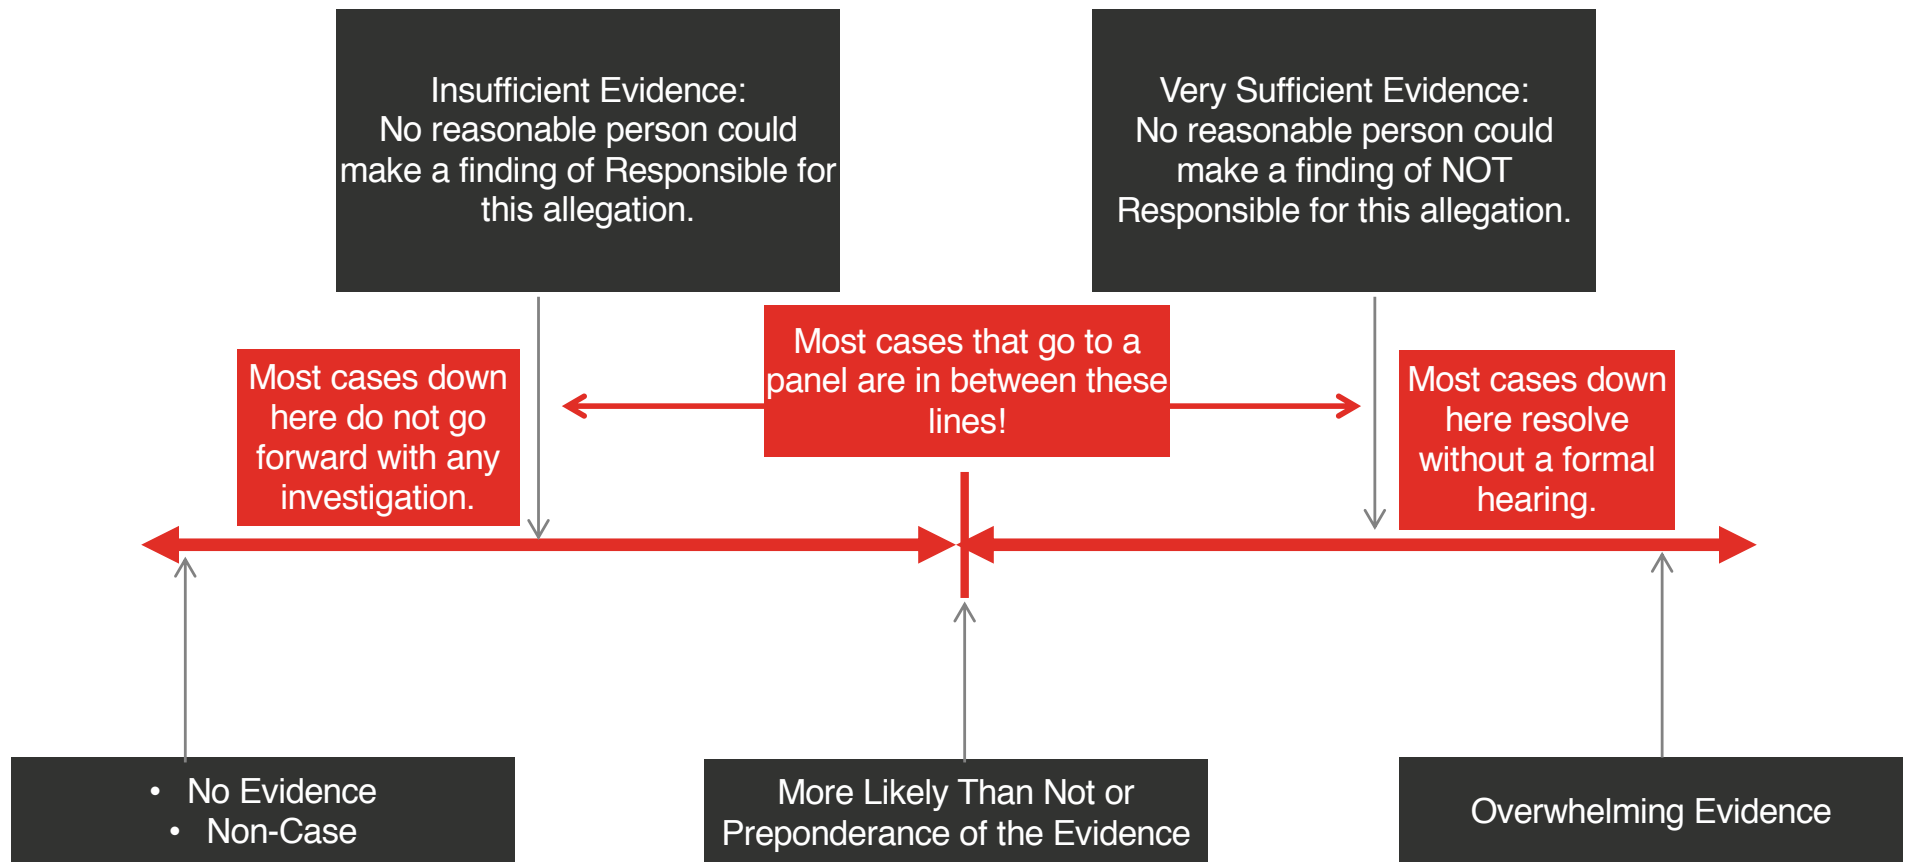 Insufficient Evidence:
No reasonable person could
make a finding of Responsible for
this allegation.
Very Sufficient Evidence:
No reasonable person could
make a finding of NOT
Responsible for this allegation.
Most cases down
here do not go
forward with any
investigation.
Most cases that go to a
panel are in between these
lines!
Most cases down
here resolve
without a formal
hearing.
• No Evidence
• Non-Case
More Likely Than Not or
Preponderance of the Evidence
Overwhelming Evidence